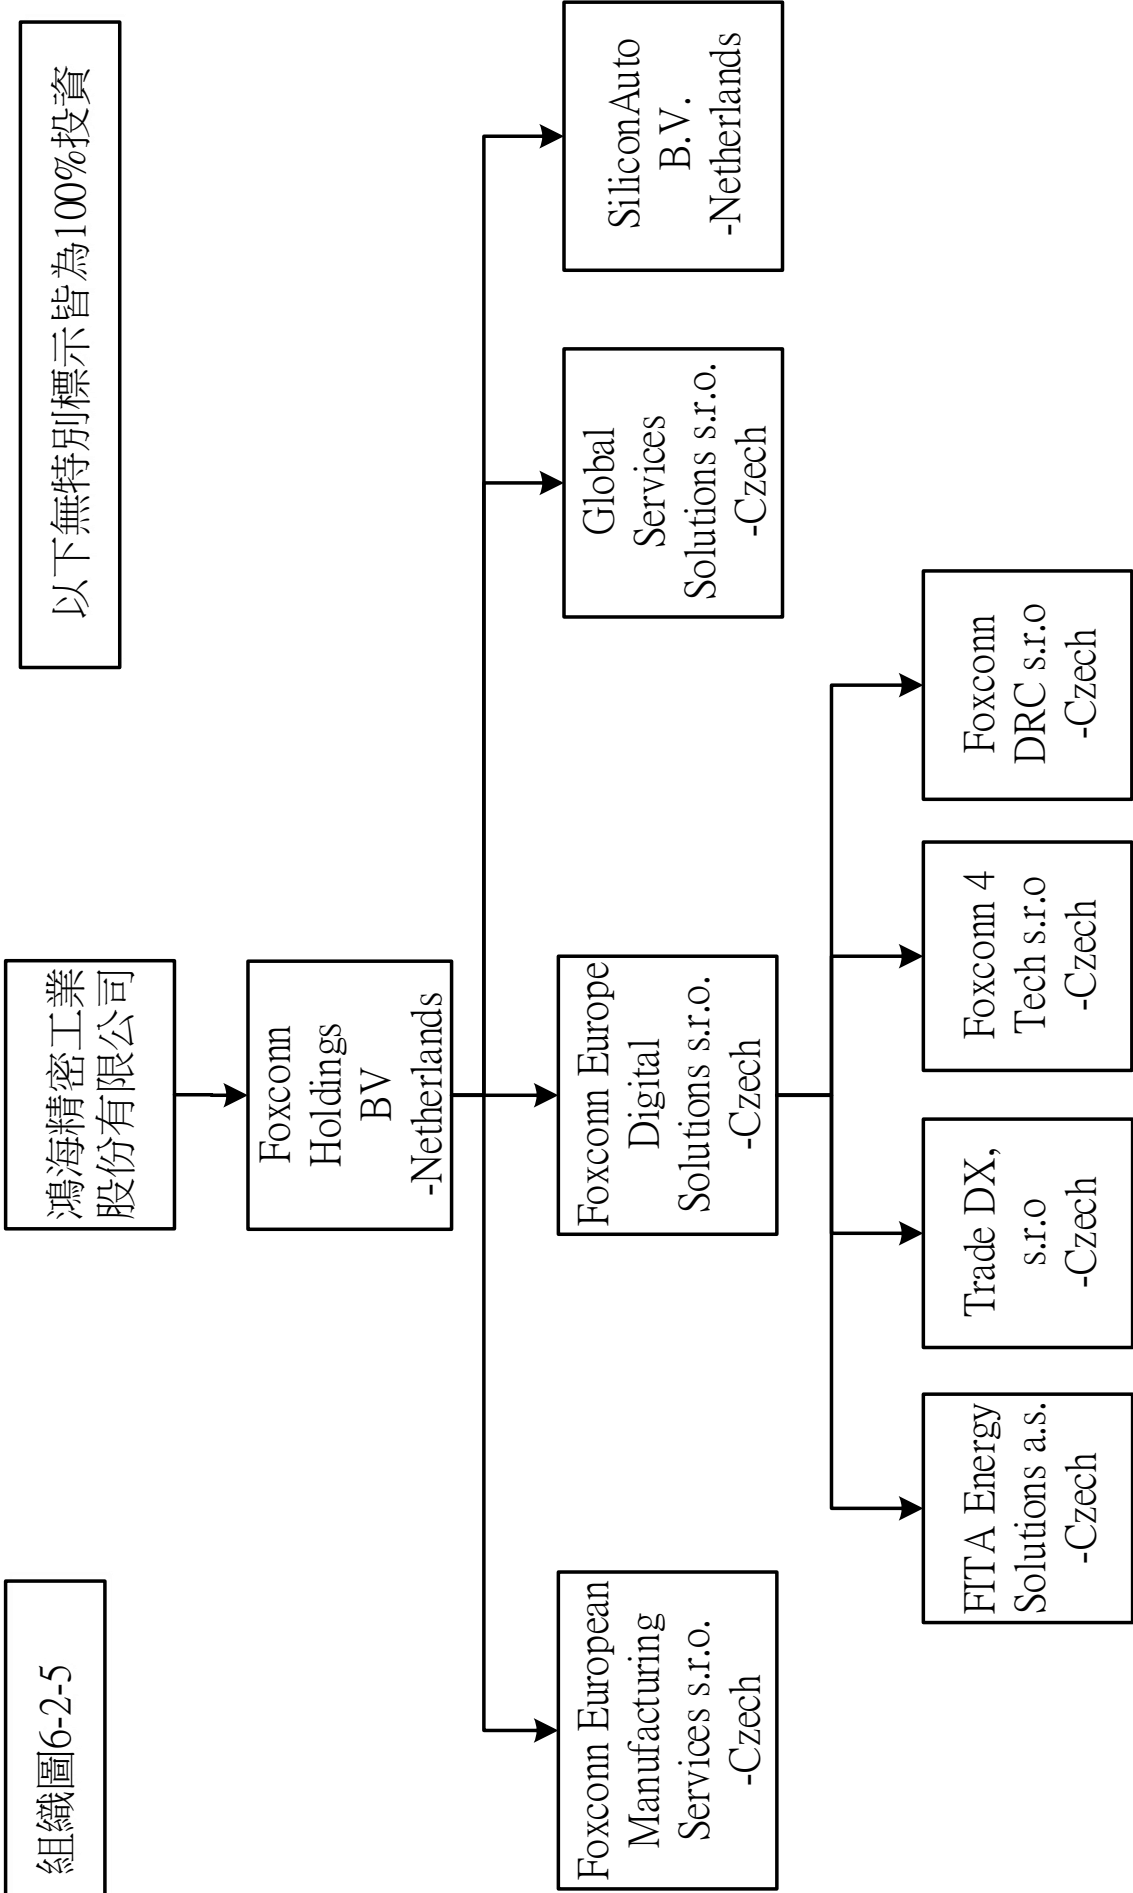 組織圖6-2-5
鴻海精密工業
股份有限公司
以下無特別標示皆為100%投資
Foxconn
Holdings
BV
-Netherlands
Foxconn European
Manufacturing
Services s.r.o.
-Czech
Foxconn Europe
Digital
Solutions s.r.o.
-Czech
Global
Services
Solutions s.r.o.
-Czech
SiliconAuto
B.V.
-Netherlands
FITA Energy
Solutions a.s.
-Czech
Trade DX,
s.r.o
-Czech
Foxconn 4
Tech s.r.o
-Czech
Foxconn
DRC s.r.o
-Czech